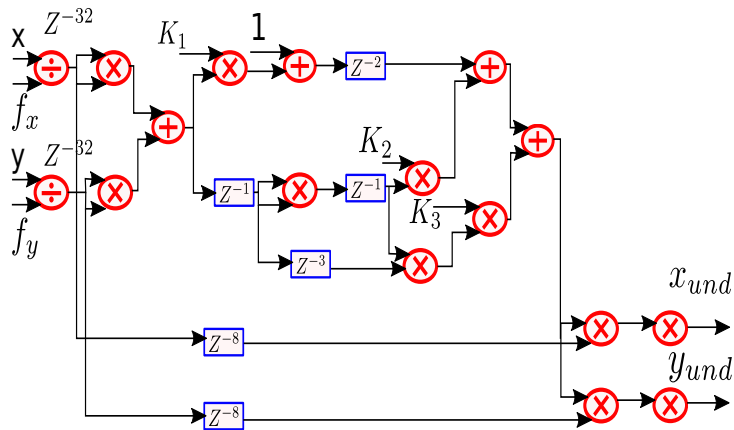 x Z^{-32} K_1 1
÷ × × + Z^{-2} +
f_x
+ +
y Z^{-32} K_2
÷ × Z^{-1} × Z^{-1} ×
f_y K_3 ×
Z^{-3} ×
x_{und}
Z^{-8} × ×
y_{und}
Z^{-8} × ×